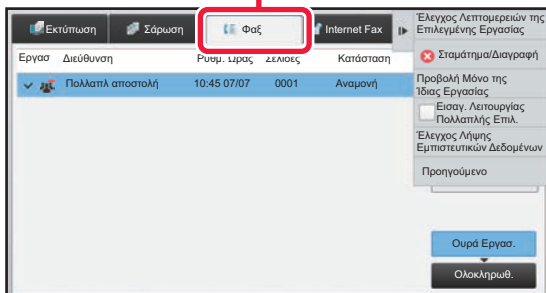 Εκτύπωση
Σάρωση
Φαξ
Internet Fax
Έλεγχος Λεπτομερειών της
Επιλεγμένης Εργασίας
Σταμάτημα/Διαγραφή
Προβολή Μόνο της
Ίδιας Εργασίας
Εισαγ. Λειτουργίας
Πολλαπλής Επιλ.
Έλεγχος Λήψης
Εμπιστευτικών Δεδομένων
Προηγούμενο
Εργασ Διεύθυνση Ρυθμ. Ώρας Σελίδες Κατάσταση
Πολλαπλ αποστολή 10:45 07/07 0001 Αναμονή
Ουρά Εργασ.
Ολοκληρωθ.